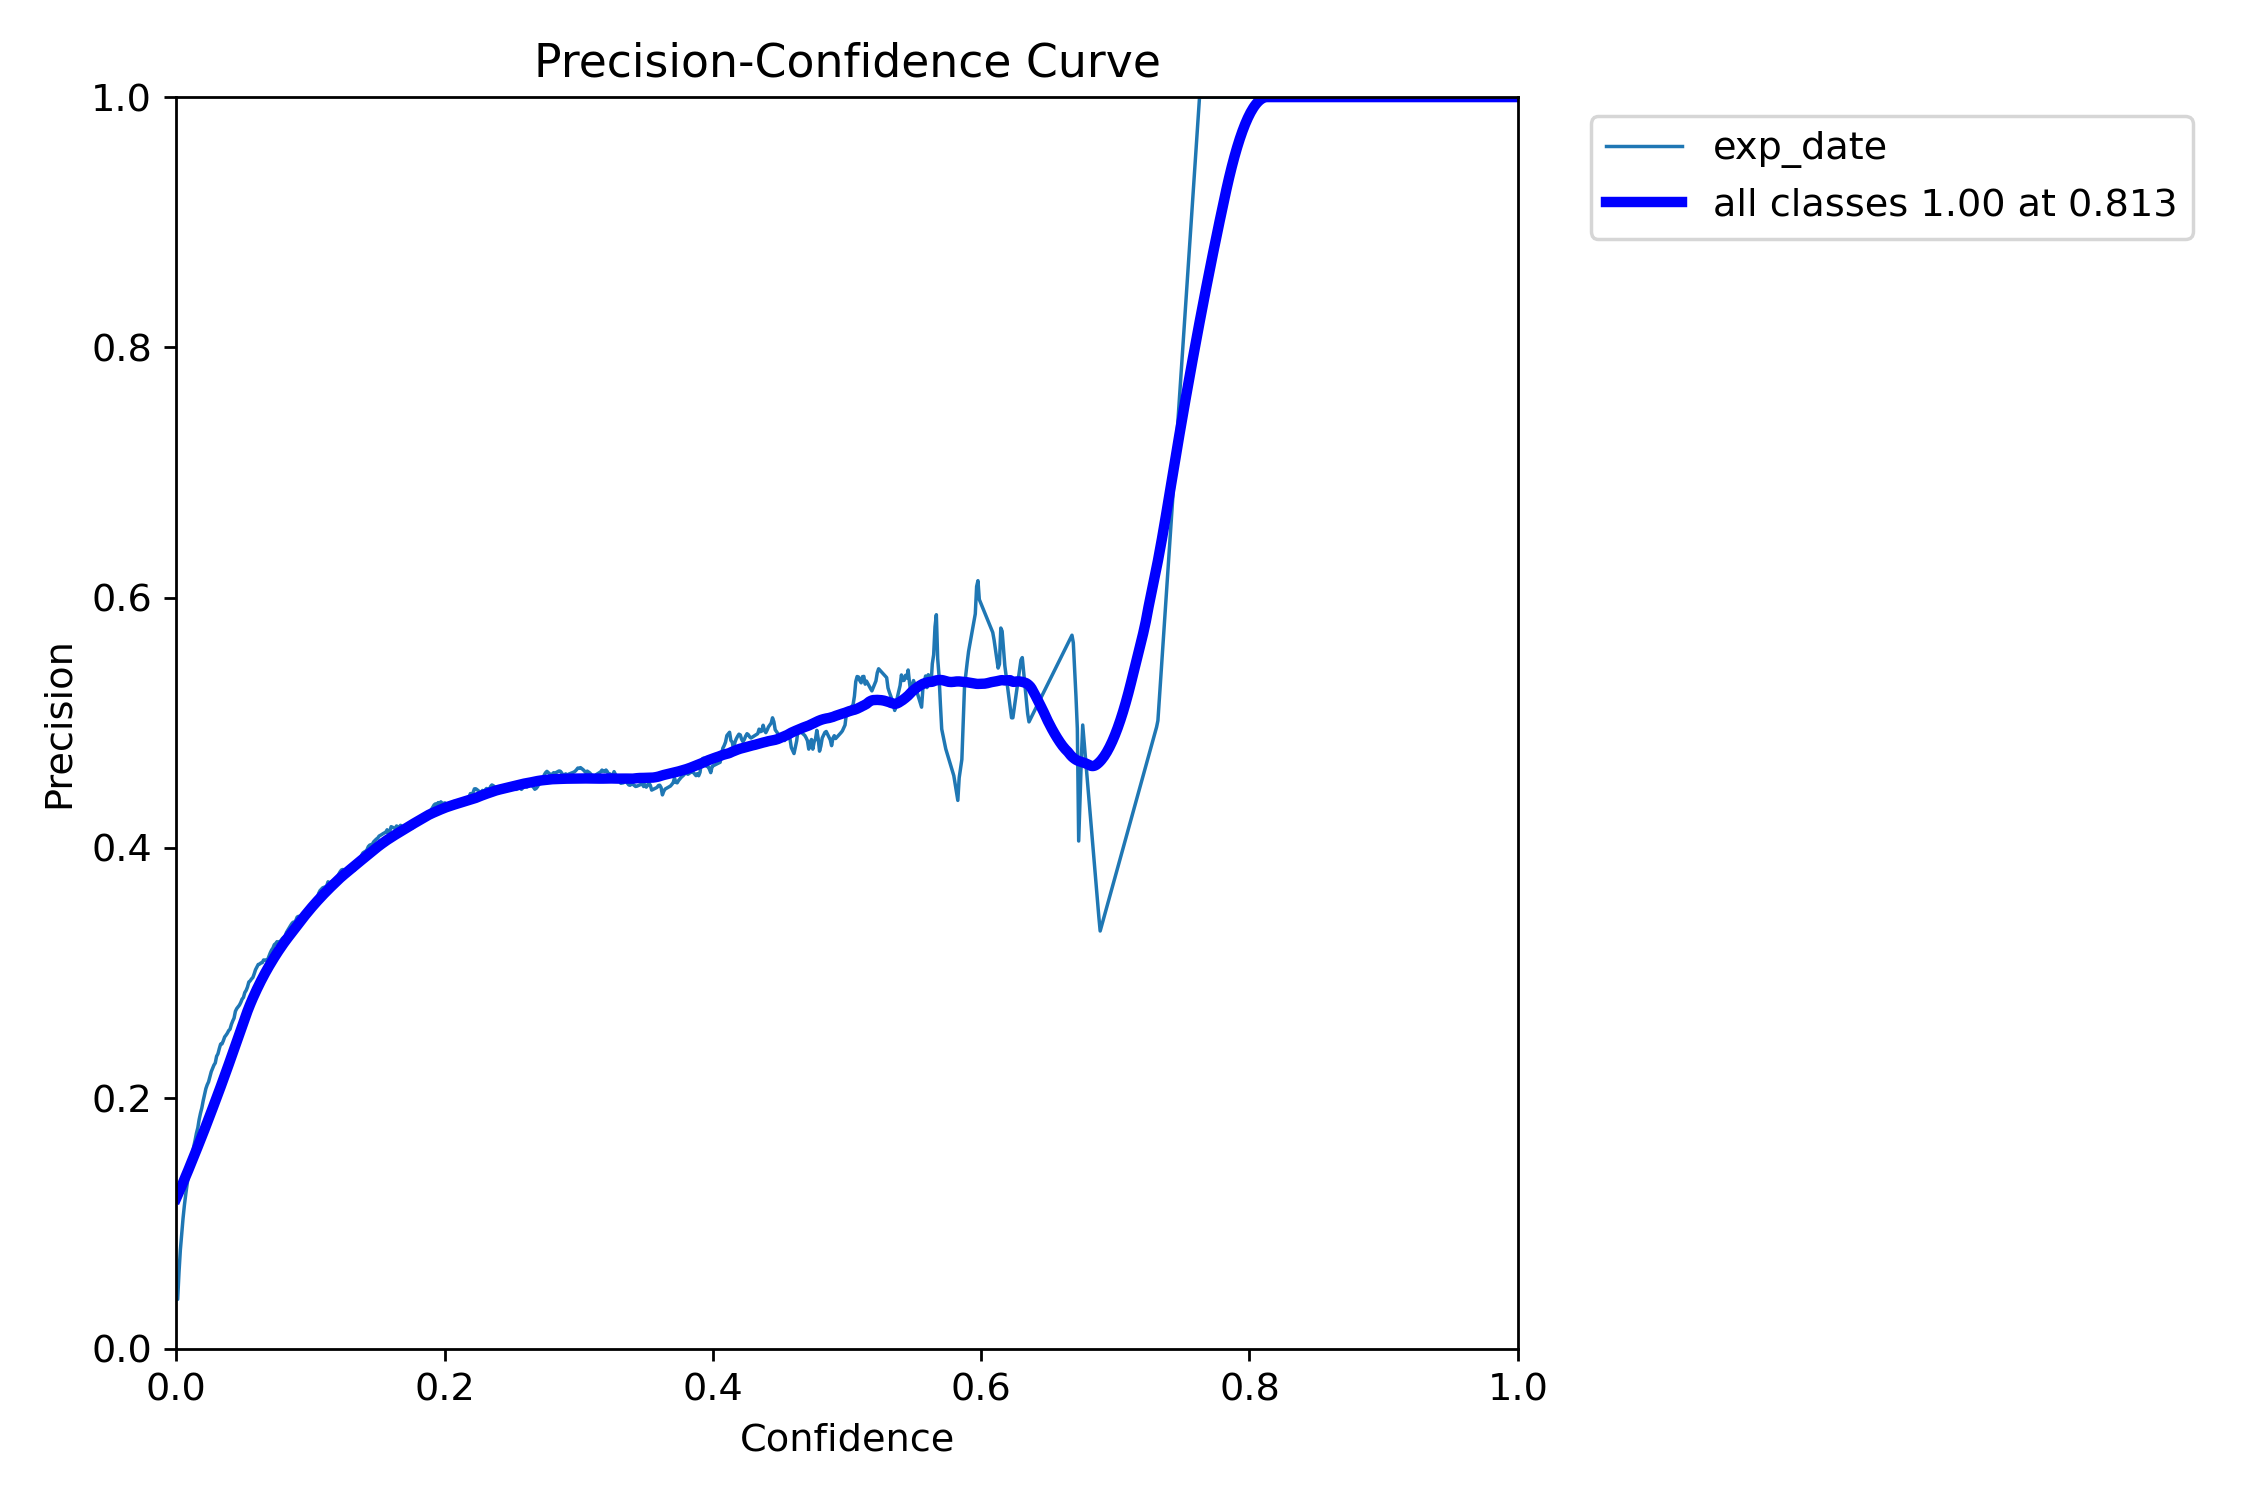 Precision-Confidence Curve
1.0
0.8
0.6
0.4
0.2
0.0
Precision
0.0 0.2 0.4 0.6 0.8 1.0
Confidence
exp_date
all classes 1.00 at 0.813